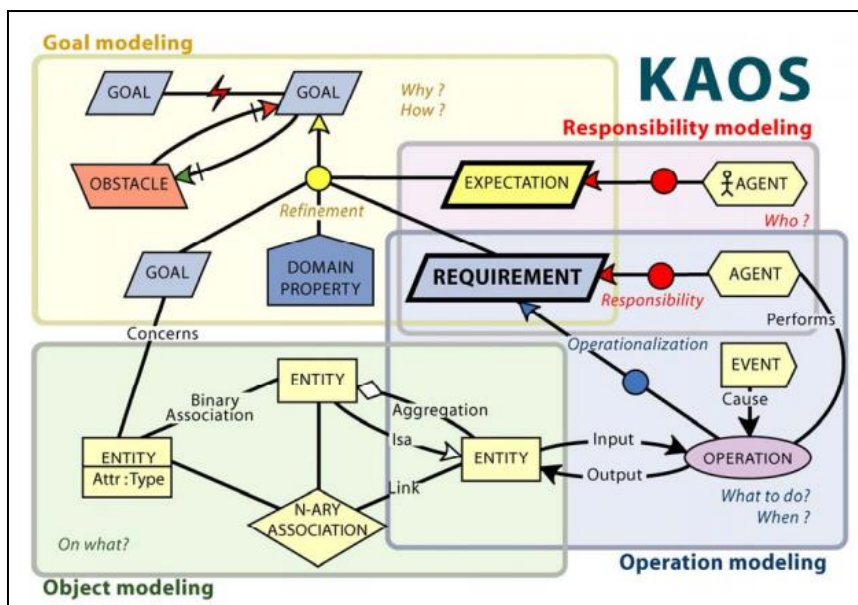 Goal modeling
KAOS
GOAL
GOAL
Why ?
How ?
Responsibility modeling
OBSTACLE
EXPECTATION
AGENT
Refinement
Who ?
GOAL
DOMAIN
PROPERTY
REQUIREMENT
AGENT
Responsibility
Concerns
Performs
Operationalization
EVENT
ENTITY
Binary
Association
Aggregation
Cause
Isa
Input
ENTITY
Attr : Type
ENTITY
OPERATION
Link
Output
N-ARY
ASSOCIATION
What to do?
When ?
On what?
Operation modeling
Object modeling